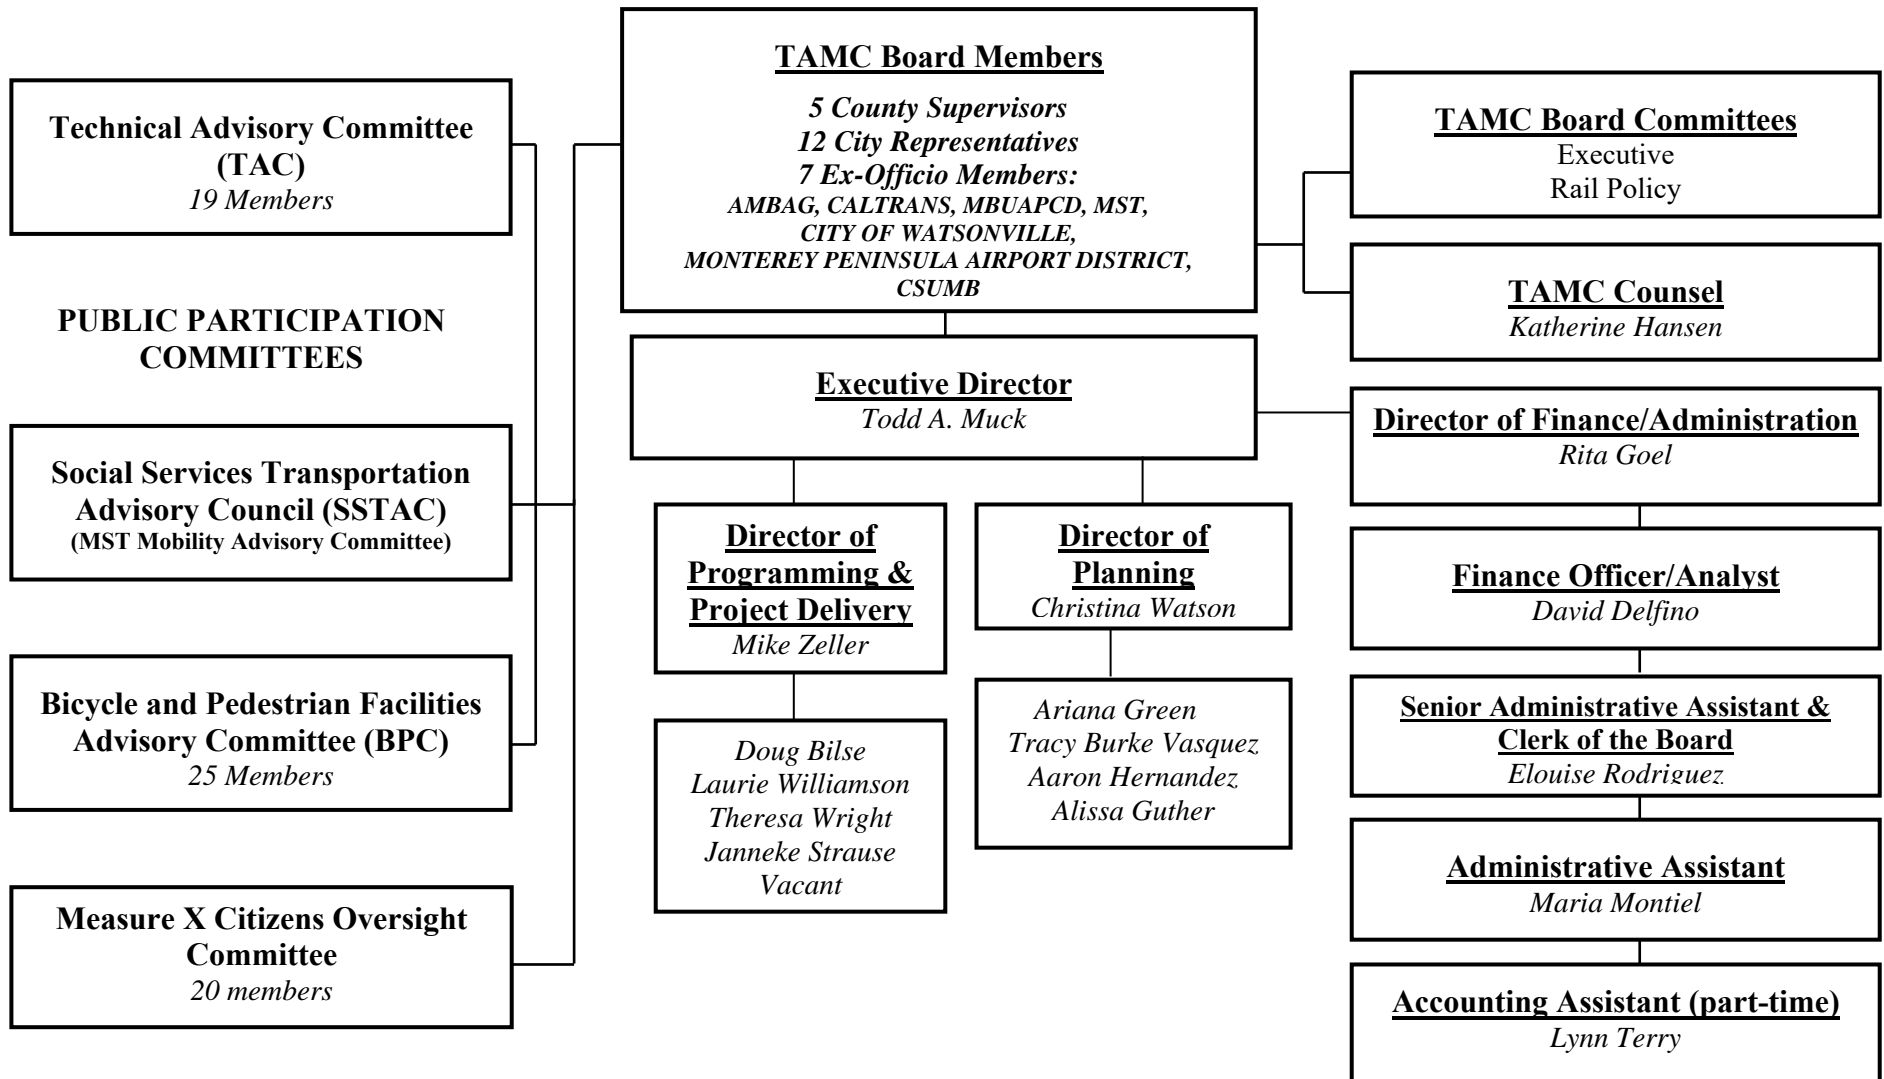 Technical Advisory Committee
(TAC)
19 Members
PUBLIC PARTICIPATION
COMMITTEES
Social Services Transportation
Advisory Council (SSTAC)
(MST Mobility Advisory Committee)
Bicycle and Pedestrian Facilities
Advisory Committee (BPC)
25 Members
Measure X Citizens Oversight
Committee
20 members
TAMC Board Members
5 County Supervisors
12 City Representatives
7 Ex-Officio Members:
AMBAG, CALTRANS, MBUAPCD, MST,
CITY OF WATSONVILLE,
MONTEREY PENINSULA AIRPORT DISTRICT,
CSUMB
Executive Director
Todd A. Muck
Director of
Programming &
Project Delivery
Mike Zeller
Doug Bilse
Laurie Williamson
Theresa Wright
Janneke Strause
Vacant
Director of
Planning
Christina Watson
Ariana Green
Tracy Burke Vasquez
Aaron Hernandez
Alissa Guther
TAMC Board Committees
Executive
Rail Policy
TAMC Counsel
Katherine Hansen
Director of Finance/Administration
Rita Goel
Finance Officer/Analyst
David Delfino
Senior Administrative Assistant &
Clerk of the Board
Elouise Rodriguez
Administrative Assistant
Maria Montiel
Accounting Assistant (part-time)
Lynn Terry